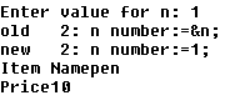 Enter value for n: 1
old   2: n number:=&n;
new   2: n number:=1;
Item Namepen
Price10